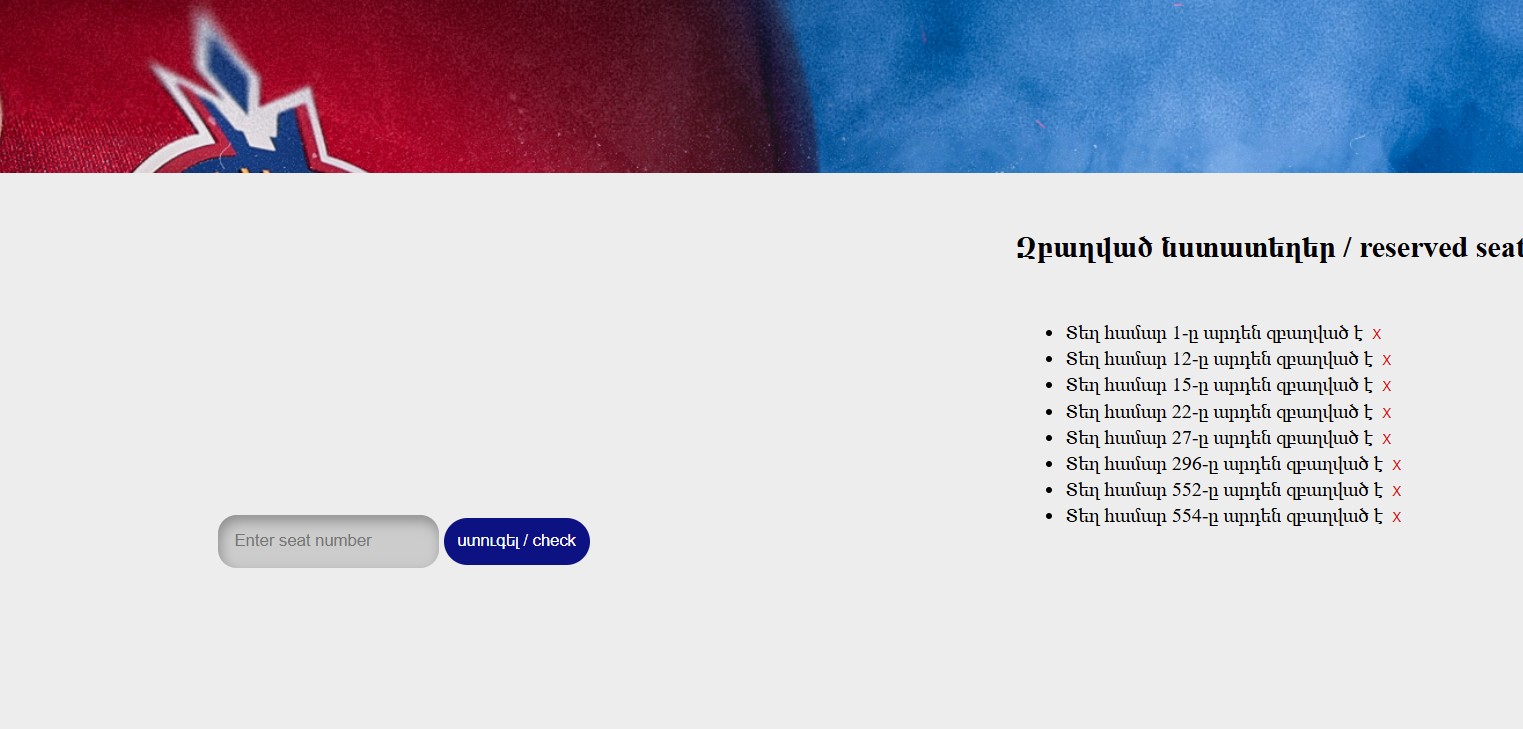 Զբաղված նստատեղեր / reserved seat
Տեղ համար 1-ը արդեն զբաղված է x
Տեղ համար 12-ը արդեն զբաղված է x
Տեղ համար 15-ը արդեն զբաղված է x
Տեղ համար 22-ը արդեն զբաղված է x
Տեղ համար 27-ը արդեն զբաղված է x
Տեղ համար 296-ը արդեն զբաղված է x
Տեղ համար 552-ը արդեն զբաղված է x
Տեղ համար 554-ը արդեն զբաղված է x
Enter seat number
ստուգել / check